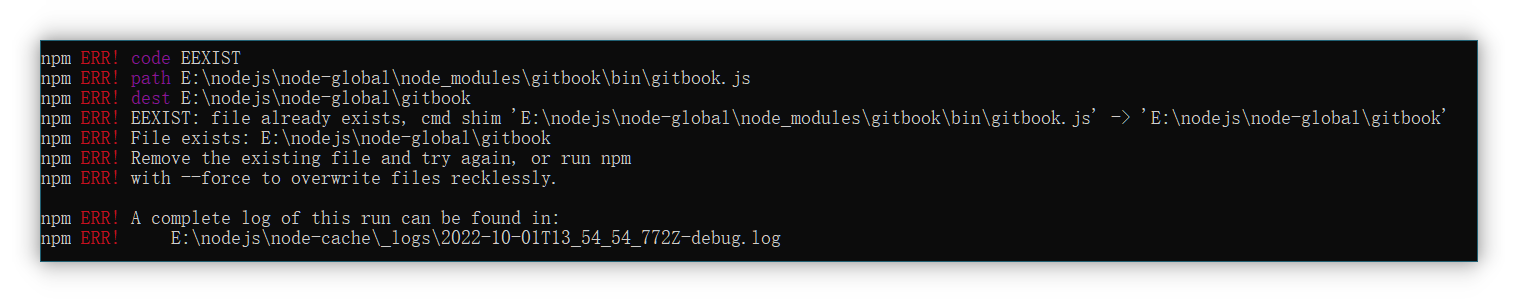 npm ERR! code EEXIST
npm ERR! path E:\nodejs\node-global\node_modules\gitbook\bin\gitbook.js
npm ERR! dest E:\nodejs\node-global\gitbook
npm ERR! EEXIST: file already exists, cmd shim 'E:\nodejs\node-global\node_modules\gitbook\bin\gitbook.js' -> 'E:\nodejs\node-global\gitbook'
npm ERR! File exists: E:\nodejs\node-global\gitbook
npm ERR! Remove the existing file and try again, or run npm
npm ERR! with --force to overwrite files recklessly.
npm ERR! A complete log of this run can be found in:
npm ERR!     E:\nodejs\node-cache\_logs\2022-10-01T13_54_54_772Z-debug.log